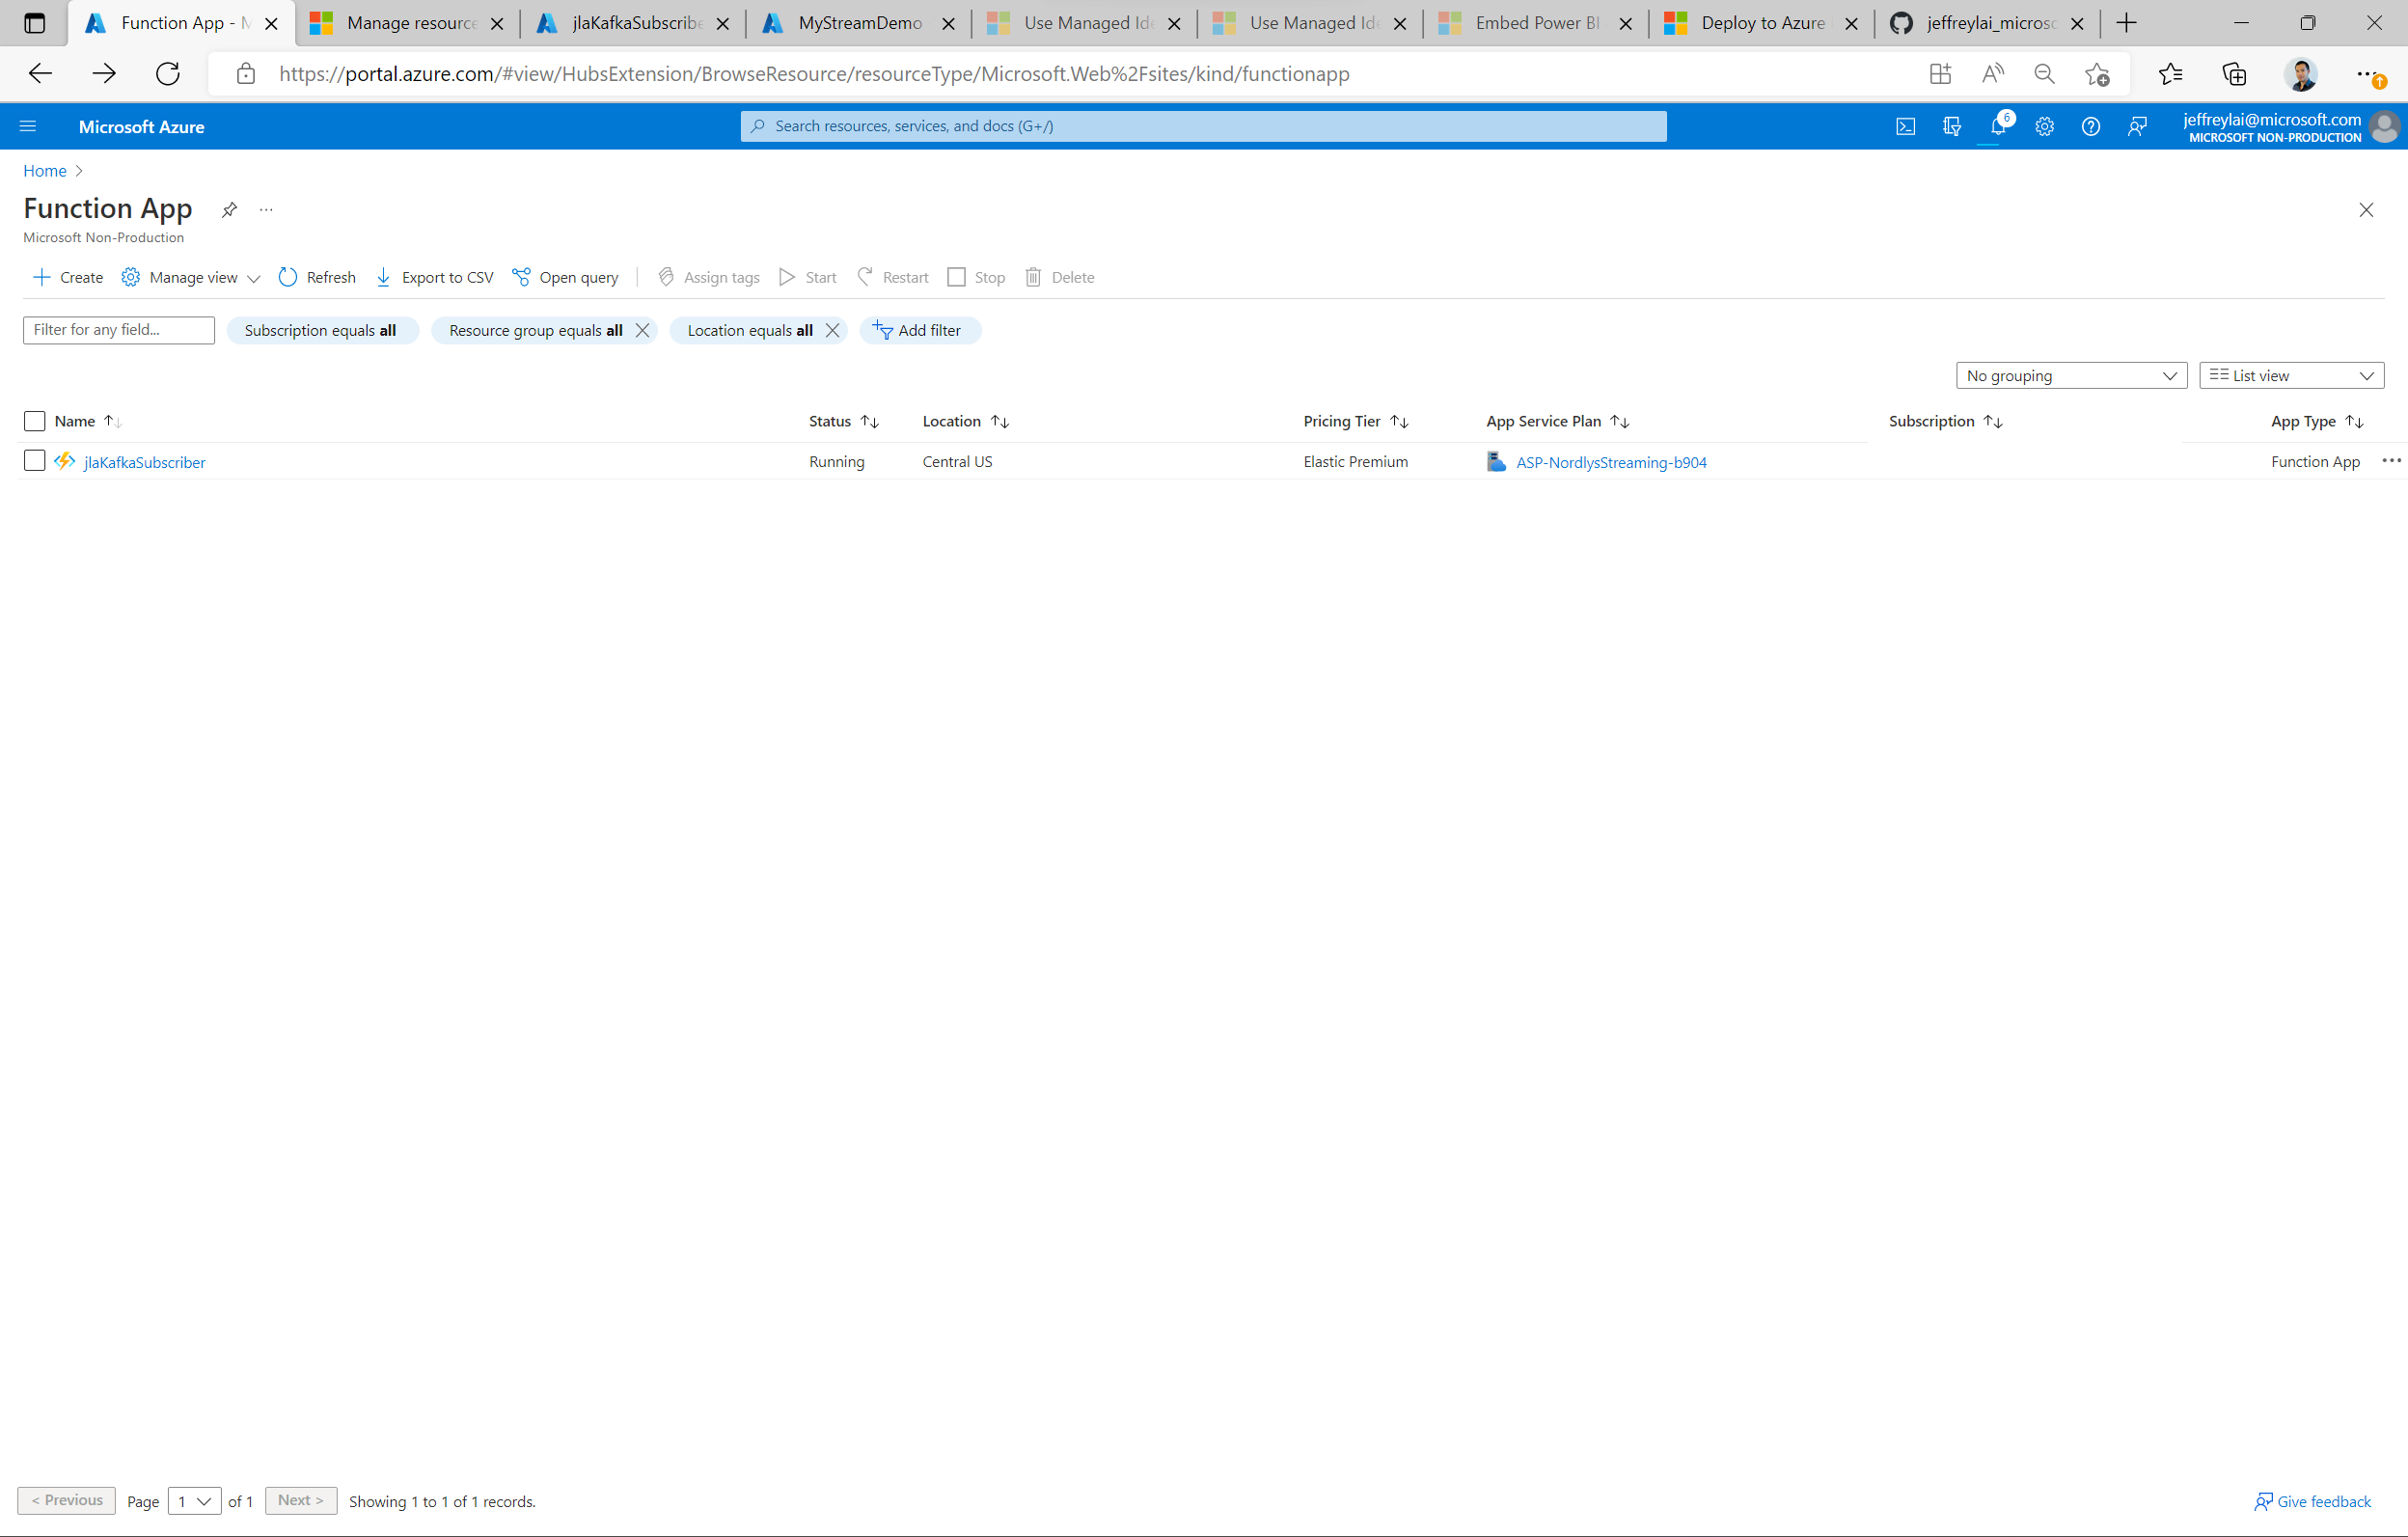 Function App - M
Manage resource
jlaKafkaSubscribe
MyStreamDemo
Use Managed Ide
Use Managed Ide
Embed Power BI
Deploy to Azure
jeffreylai_microsc
https://portal.azure.com/#view/HubsExtension/BrowseResource/resourceType/Microsoft.Web%2Fsites/kind/functionapp
Microsoft Azure
Search resources, services, and docs (G+/)
6
jeffreylai@microsoft.com
MICROSOFT NON-PRODUCTION
Home >
Function App
Microsoft Non-Production
Create Manage view Refresh Export to CSV Open query Assign tags Start Restart Stop Delete
Filter for any field... Subscription equals all Resource group equals all Location equals all Add filter
No grouping List view
Name Status Location Pricing Tier App Service Plan Subscription App Type
jlaKafkaSubscriber Running Central US Elastic Premium ASP-NordlysStreaming-b904 Function App
< Previous Page 1 of 1 Next > Showing 1 to 1 of 1 records. Give feedback